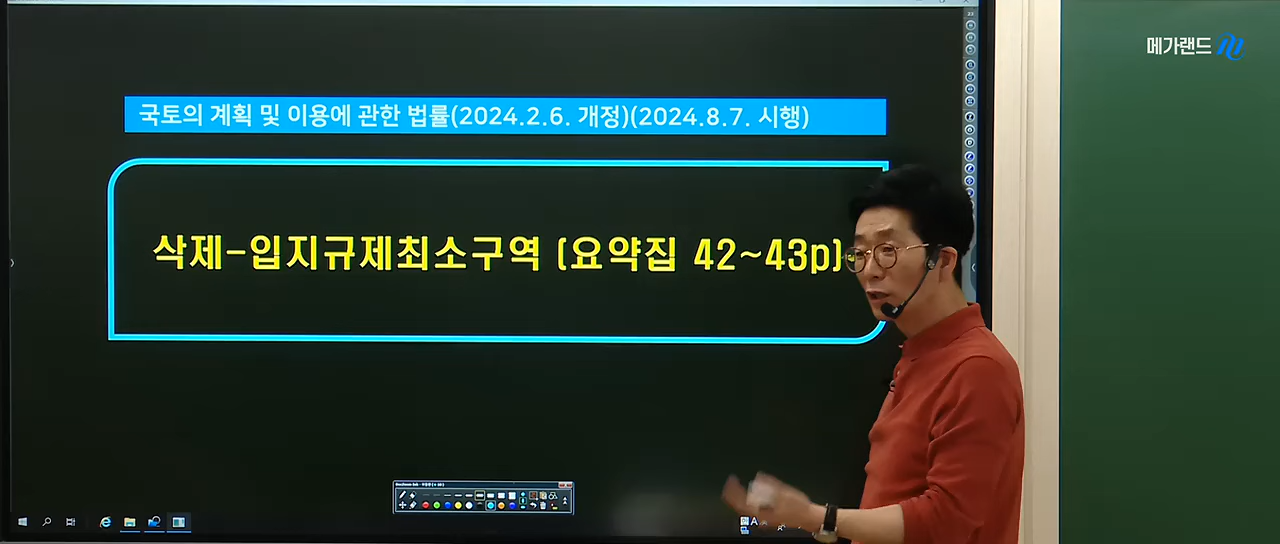 메가랜드
국토의 계획 및 이용에 관한 법률(2024.2.6. 개정)(2024.8.7. 시행)
삭제-입지규제최소구역 (요약집 42~43p)